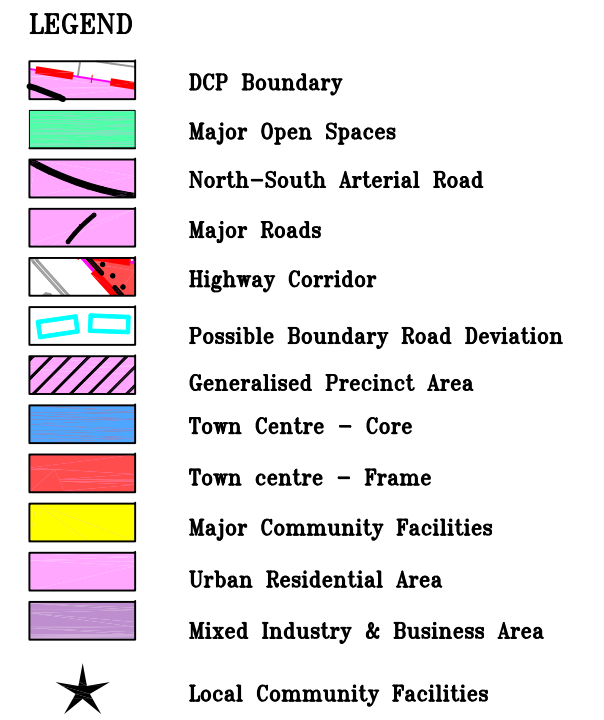 LEGEND
DCP Boundary
Major Open Spaces
North-South Arterial Road
Major Roads
Highway Corridor
Possible Boundary Road Deviation
Generalised Precinct Area
Town Centre - Core
Town centre - Frame
Major Community Facilities
Urban Residential Area
Mixed Industry & Business Area
Local Community Facilities